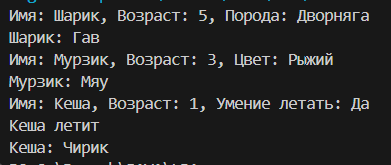 Имя: Шарик, Возраст: 5, Порода: Дворняга
Шарик: Гав
Имя: Мурзик, Возраст: 3, Цвет: Рыжий
Мурзик: Мяу
Имя: Кеша, Возраст: 1, Умение летать: Да
Кеша летит
Кеша: Чирик